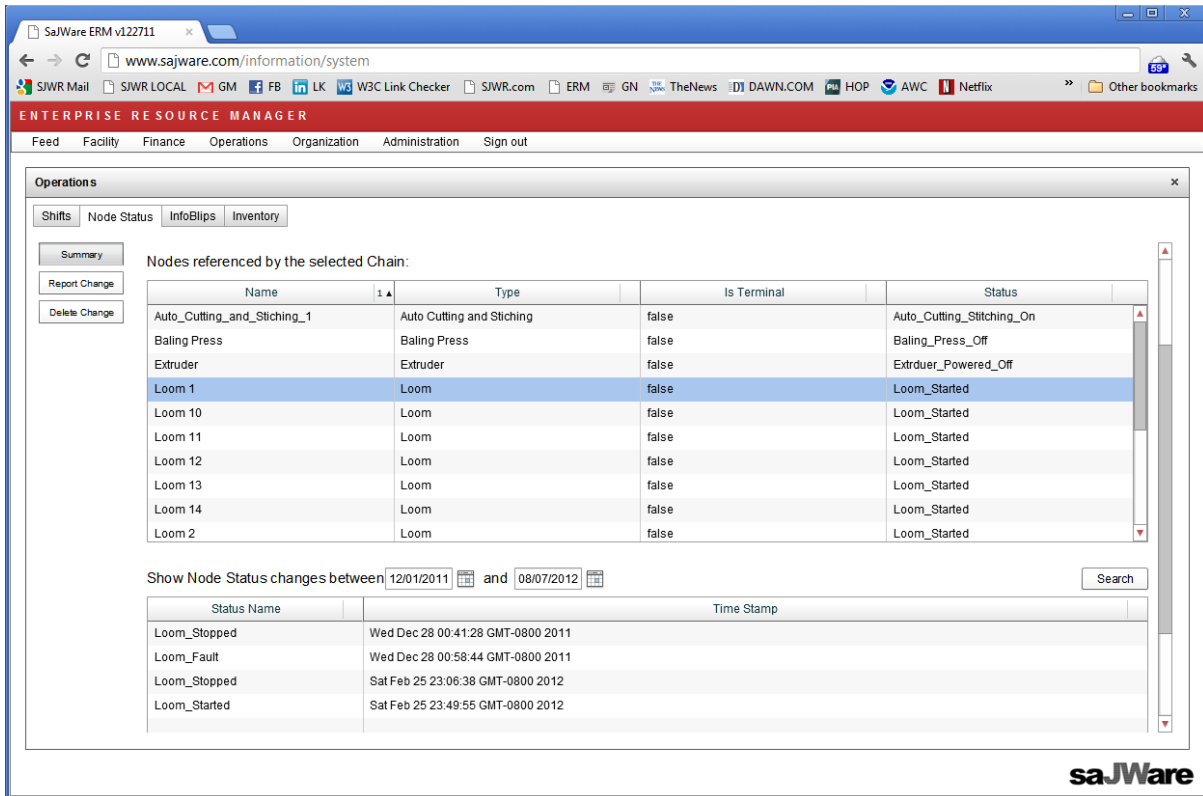 SaJWare ERM v122711
www.sajware.com/information/system
59°
SJWR Mail SJWR LOCAL GM FB LK W3C Link Checker SJWR.com ERM GN TheNews DAWN.COM HOP AWC Netflix » Other bookmarks
ENTERPRISE RESOURCE MANAGER
Feed Facility Finance Operations Organization Administration Sign out
Operations
Shifts Node Status InfoBlips Inventory
Summary
Report Change
Delete Change
Nodes referenced by the selected Chain:
Name 1 Type Is Terminal Status
Auto_Cutting_and_Stiching_1 Auto Cutting and Stiching false Auto_Cutting_Stitching_On
Baling Press Baling Press false Baling_Press_Off
Extruder Extruder false Extrduer_Powered_Off
Loom 1 Loom false Loom_Started
Loom 10 Loom false Loom_Started
Loom 11 Loom false Loom_Started
Loom 12 Loom false Loom_Started
Loom 13 Loom false Loom_Started
Loom 14 Loom false Loom_Started
Loom 2 Loom false Loom_Started
Show Node Status changes between 12/01/2011 and 08/07/2012 Search
Status Name Time Stamp
Loom_Stopped Wed Dec 28 00:41:28 GMT-0800 2011
Loom_Fault Wed Dec 28 00:58:44 GMT-0800 2011
Loom_Stopped Sat Feb 25 23:06:38 GMT-0800 2012
Loom_Started Sat Feb 25 23:49:55 GMT-0800 2012
saJWare